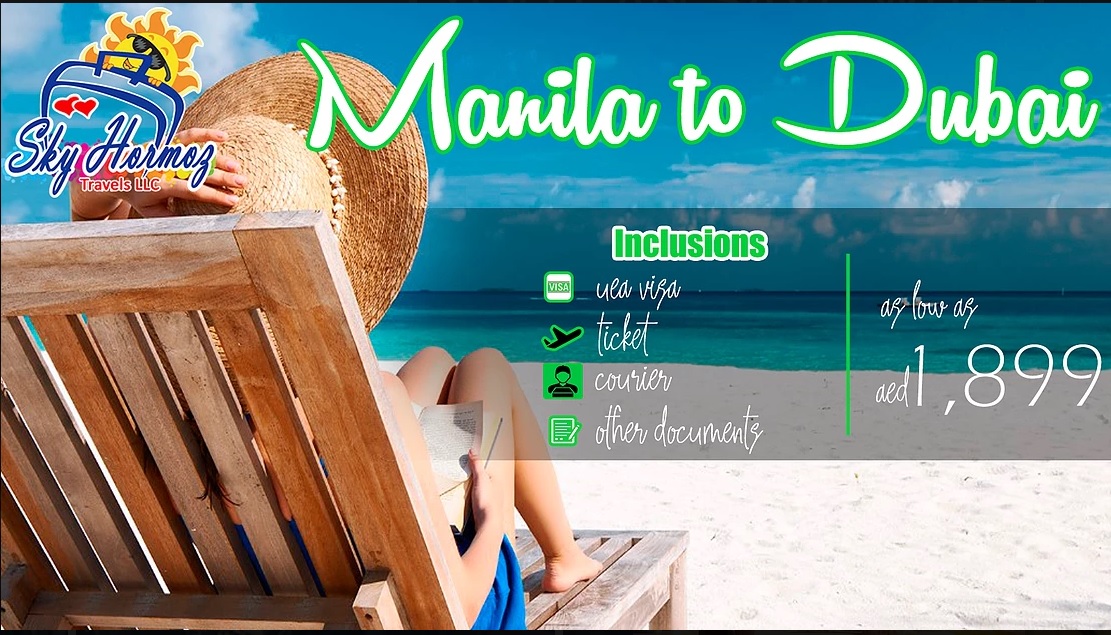 Sky Hormoz
Travels LLC
Manila to Dubai
Inclusions
VISA
uea visa
ticket
courier
other documents
as low as
aed1,899